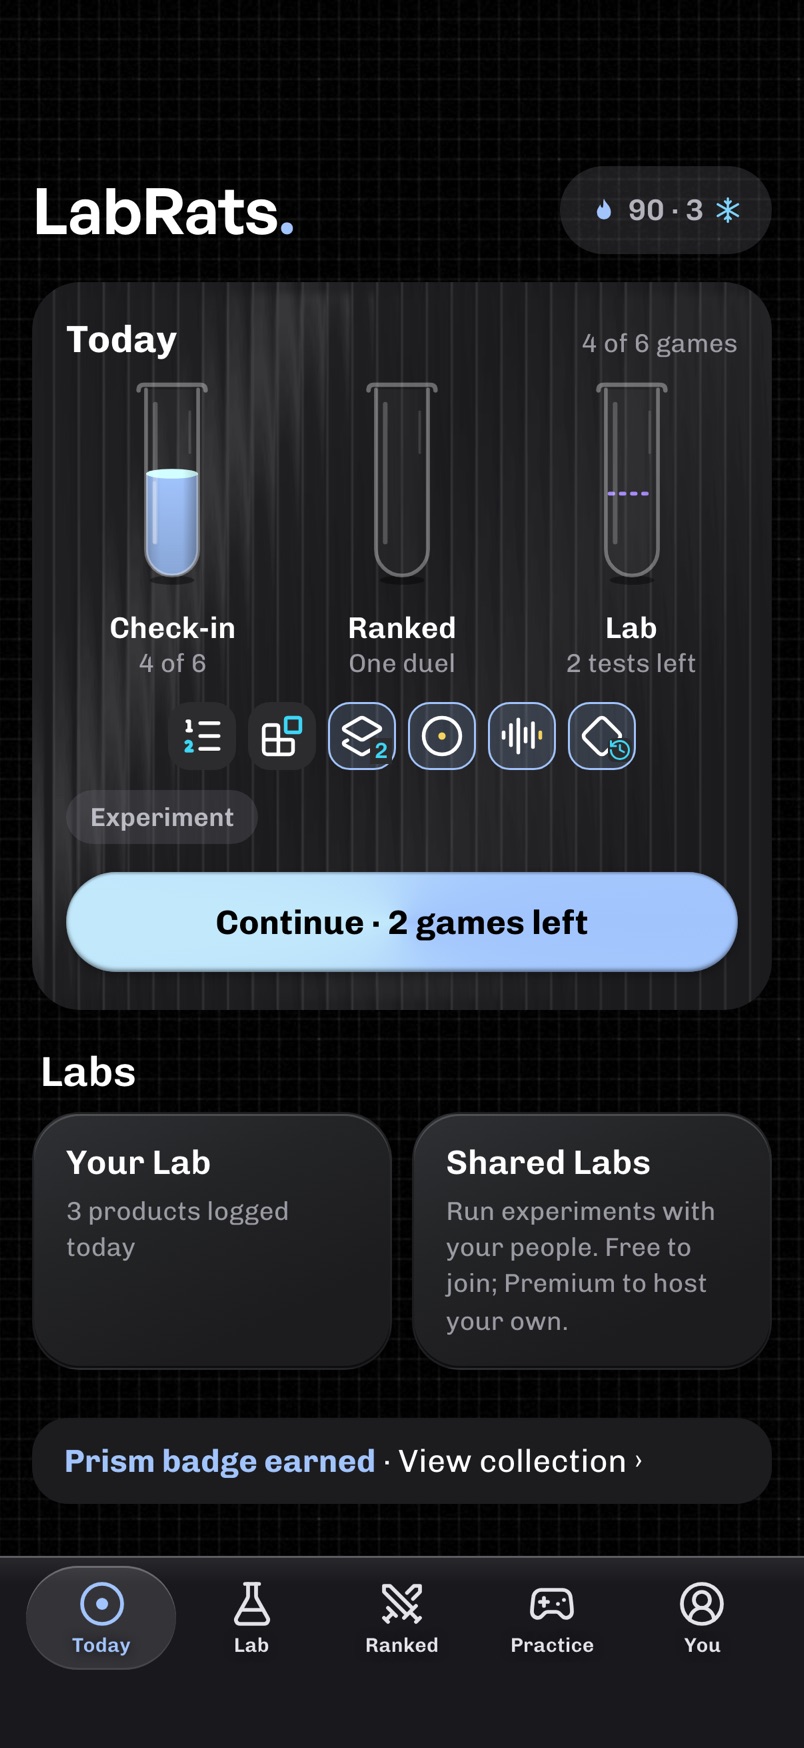 LabRats.
90 · 3
Today
4 of 6 games
Check-in
4 of 6
Ranked
One duel
Lab
2 tests left
1
2
2
Experiment
Continue · 2 games left
Labs
Your Lab
3 products logged
today
Shared Labs
Run experiments with
your people. Free to
join; Premium to host
your own.
Prism badge earned · View collection ›
Today
Lab
Ranked
Practice
You